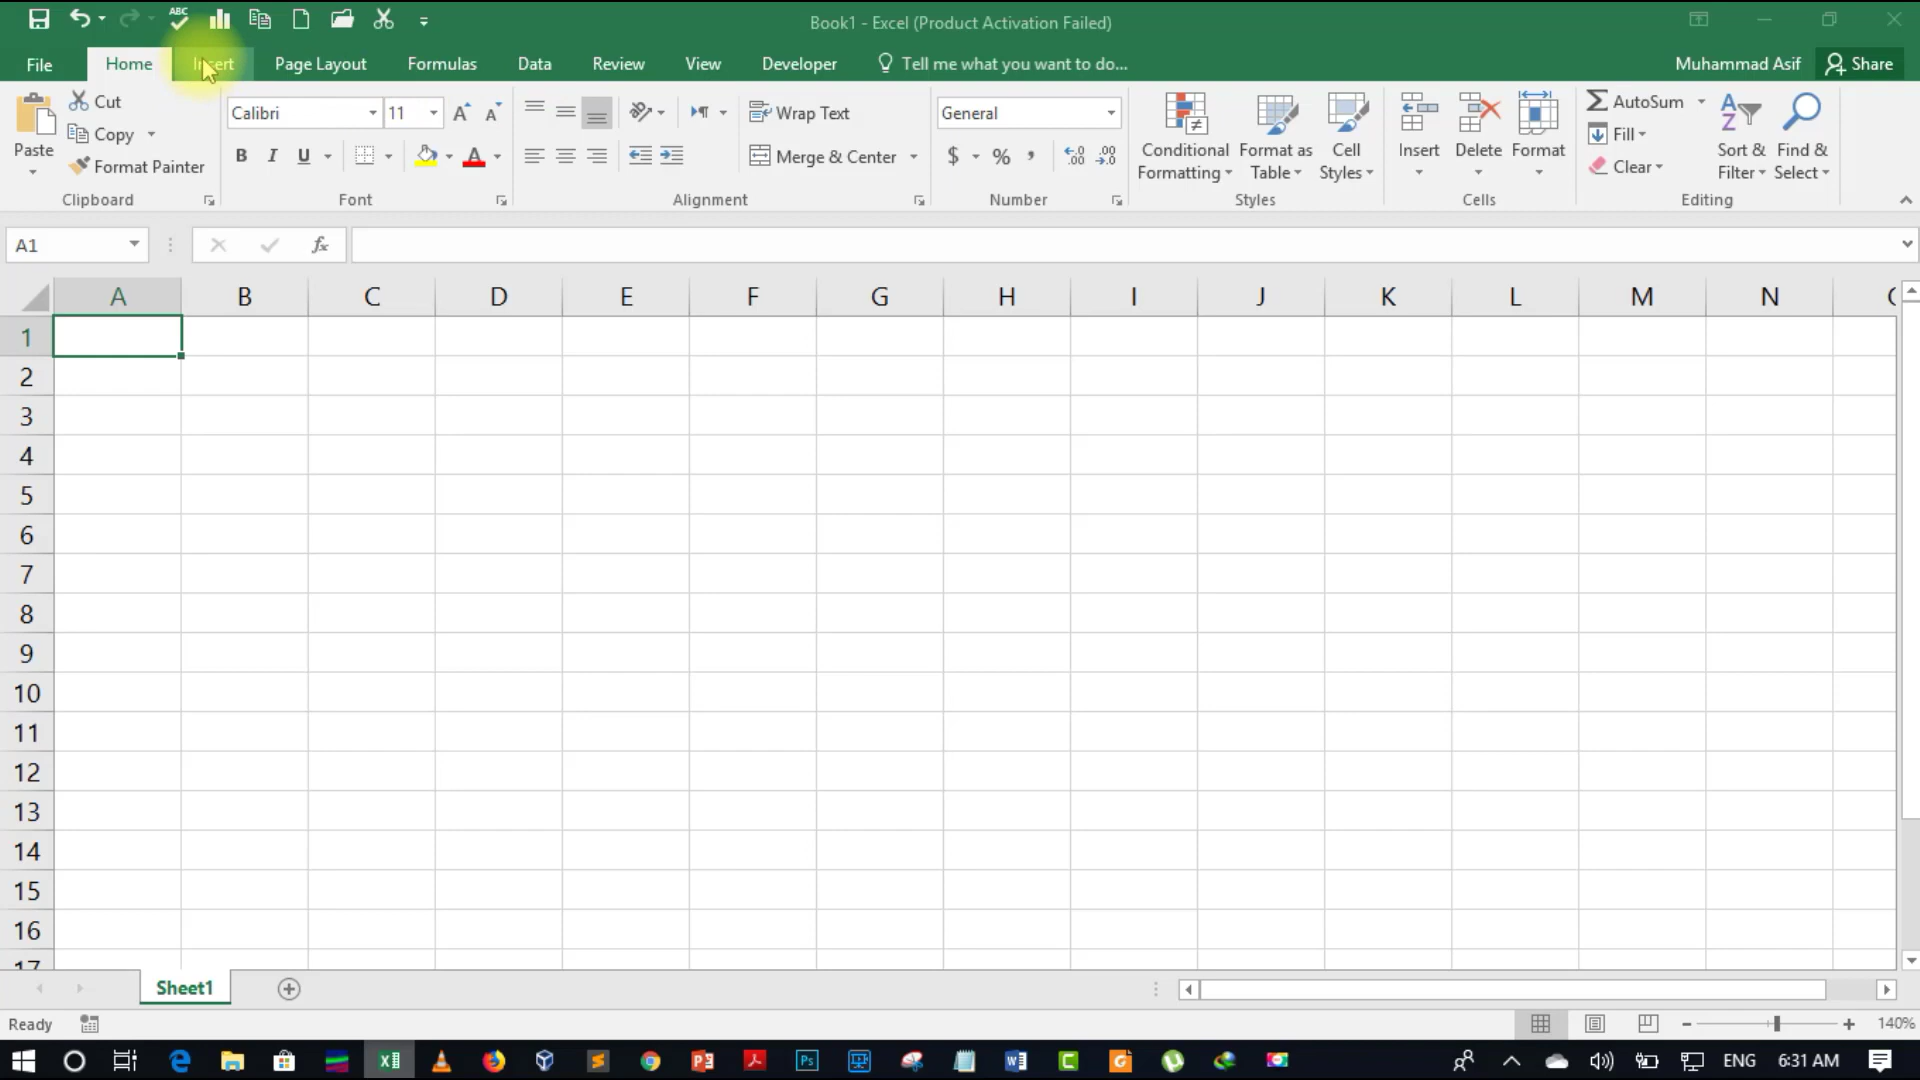 ABC
Book1 - Excel (Product Activation Failed)
File Home Insert Page Layout Formulas Data Review View Developer Tell me what you want to do... Muhammad Asif Share
Paste
Cut
Copy
Format Painter
Clipboard
Calibri 11
B I U A
Font
Wrap Text
Merge & Center
Alignment
General
$ % ,
Number
Conditional Formatting
Format as Table
Cell Styles
Styles
Insert Delete Format
Cells
AutoSum
Fill
Clear
Sort & Filter
Find & Select
Editing
A1 fx
A B C D E F G H I J K L M N
1
2
3
4
5
6
7
8
9
10
11
12
13
14
15
16
17
Sheet1
Ready 140%
ENG 6:31 AM